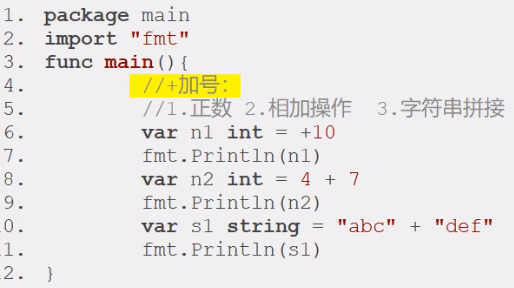 1. package main
2. import "fmt"
3. func main(){
4. //+加号:
5. //1.正数 2.相加操作 3.字符串拼接
6. var n1 int = +10
7. fmt.Println(n1)
8. var n2 int = 4 + 7
9. fmt.Println(n2)
0. var s1 string = "abc" + "def"
1. fmt.Println(s1)
2. }